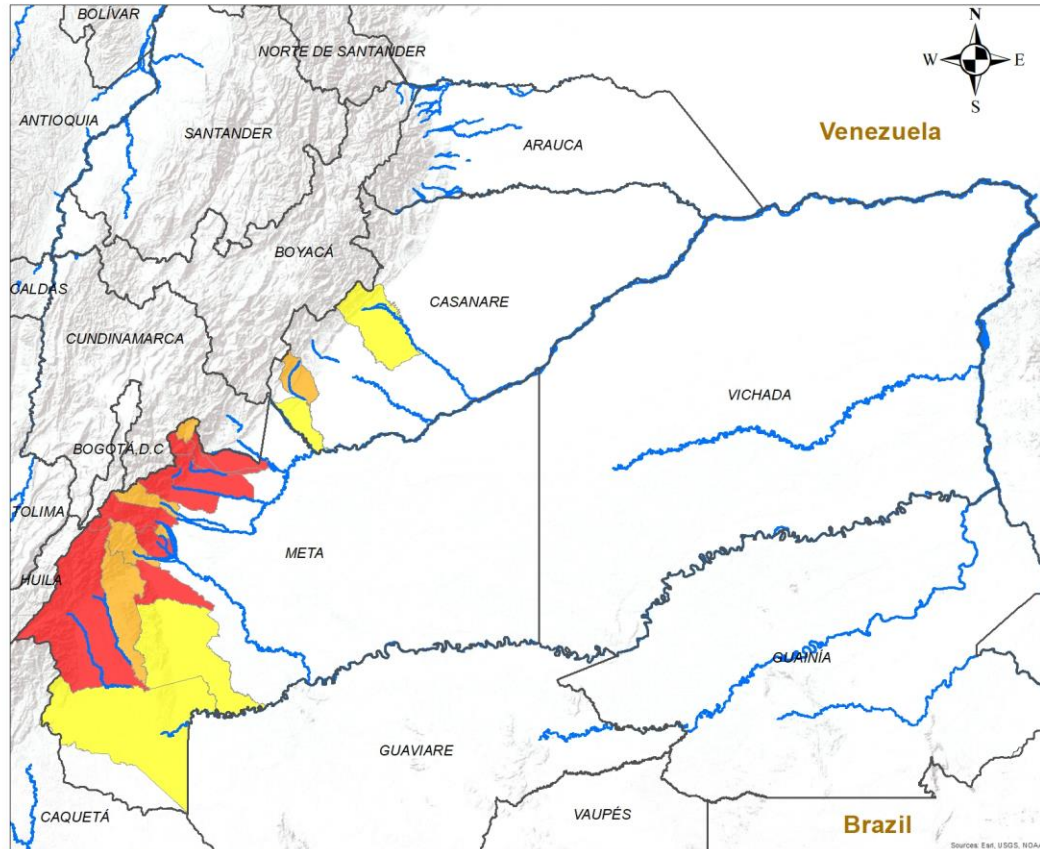 BOLÍVAR
NORTE DE SANTANDER
N
W
E
S
ANTIOQUIA
SANTANDER
ARAUCA
Venezuela
BOYACÁ
CALDAS
CASANARE
CUNDINAMARCA
VICHADA
BOGOTÁ,D.C
TOLIMA
META
HUILA
GUAINÍA
GUAVIARE
CAQUETÁ
VAUPÉS
Brazil
Sources: Esri, USGS, NOAA